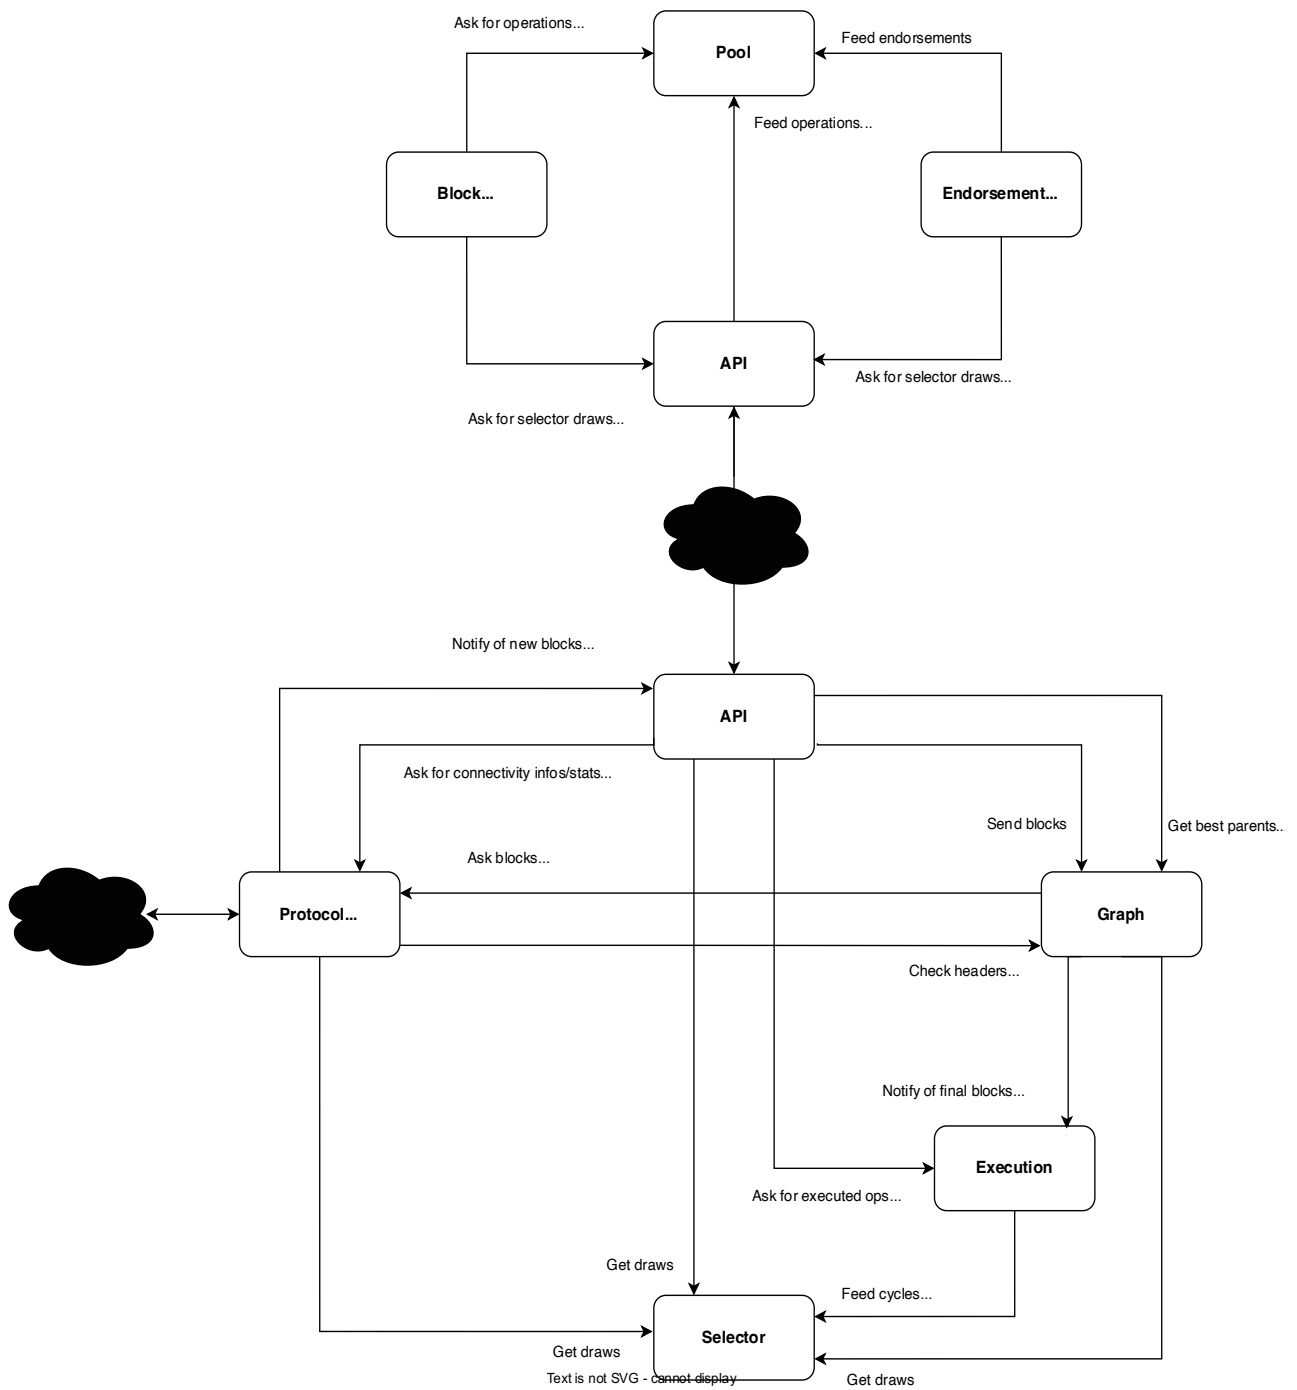 Ask for operations...
Pool
Feed endorsements
Feed operations...
Block...
Endorsement...
API
Ask for selector draws...
Ask for selector draws...
Notify of new blocks...
API
Ask for connectivity infos/stats...
Send blocks
Get best parents..
Ask blocks...
Protocol...
Graph
Check headers...
Notify of final blocks...
Execution
Ask for executed ops...
Get draws
Feed cycles...
Selector
Get draws
Text is not SVG - cannot display
Get draws